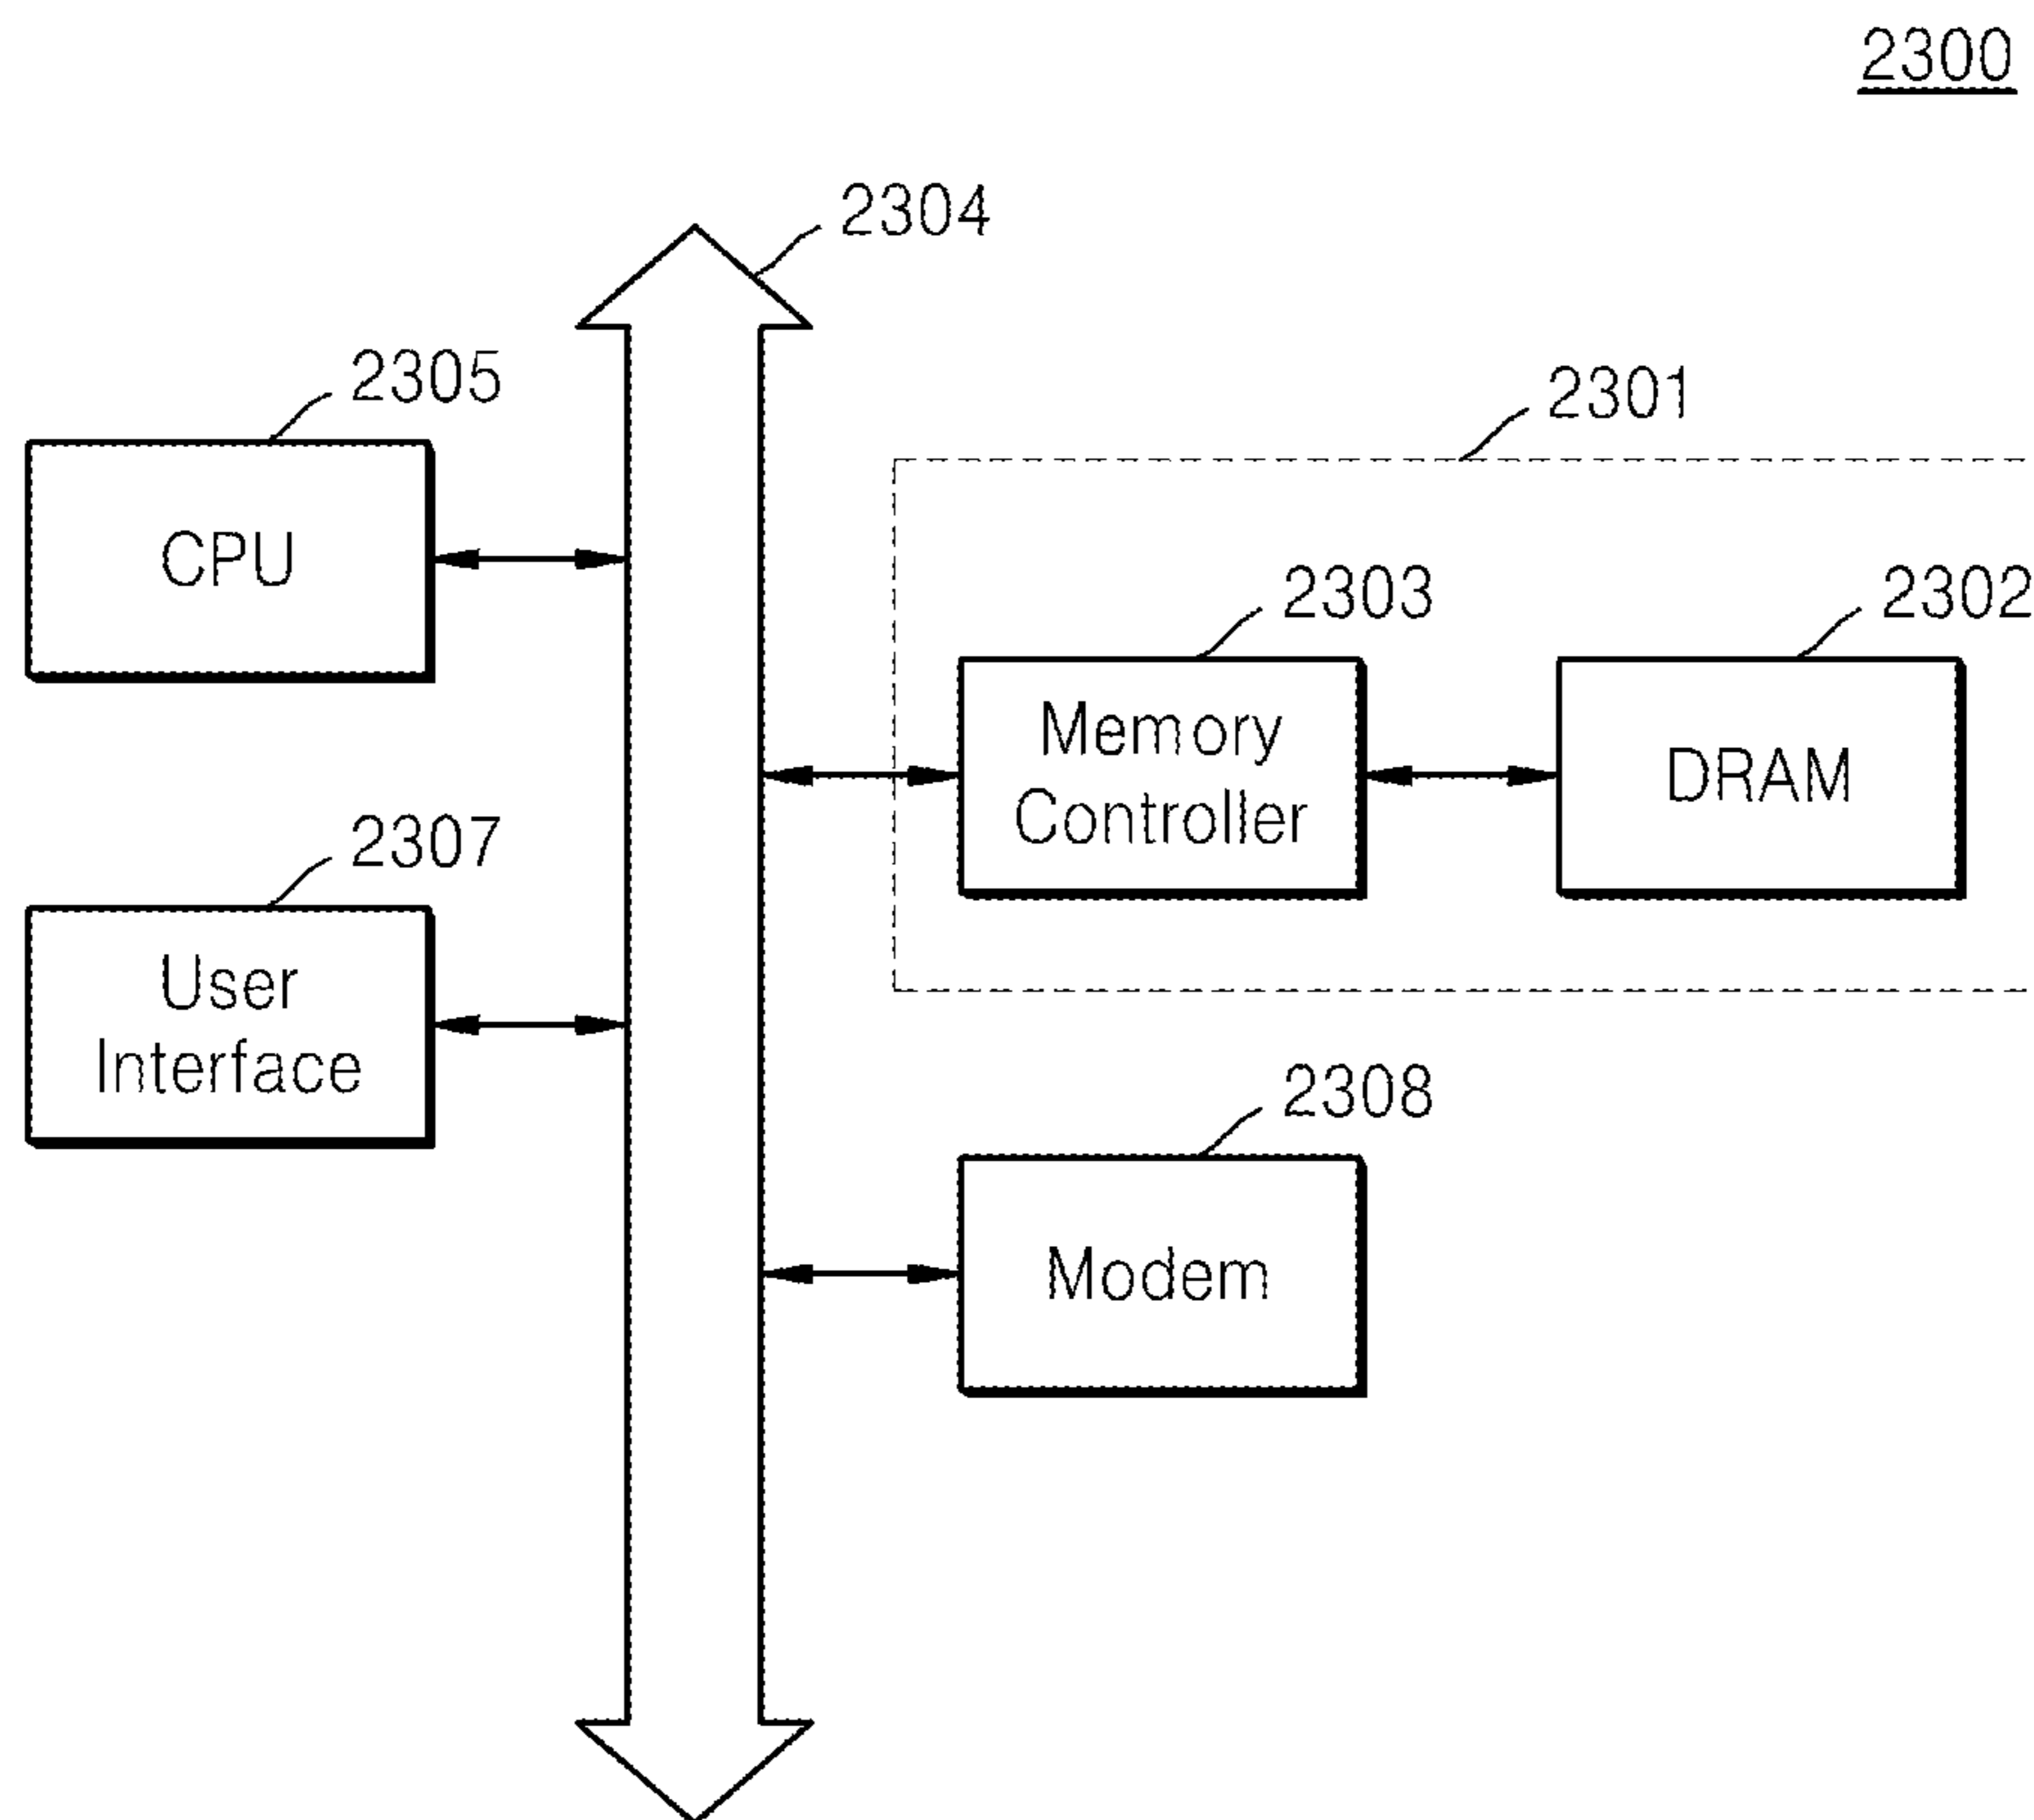 2300
2304
2305
2301
CPU
2303
2302
Memory
Controller
DRAM
2307
User
Interface
2308
Modem